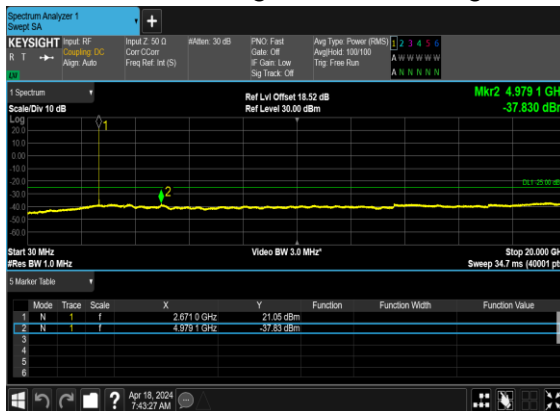 Spectrum Analyzer 1
Swept SA
KEYSIGHT Input: RF Input Z: 50 Ω #Atten: 30 dB PNO: Fast Avg Type: Power (RMS) 1 2 3 4 5 6
R T Coupling: DC Corr CCorr Gate: Off Avg|Hold: 100/100 A W W W W W
Align: Auto Freq Ref: Int (S) IF Gain: Low Trig: Free Run
Sig Track: Off A N N N N N
1 Spectrum Ref Lvl Offset 18.52 dB Mkr2 4.979 1 GH
Scale/Div 10 dB Ref Level 30.00 dBm -37.830 dBr
Log
20.0
10.0
0.00
-10.0
-20.0
-30.0
-40.0
-50.0
-60.0
1
2
Start 30 MHz Video BW 3.0 MHz* Stop 20.000 GH
#Res BW 1.0 MHz Sweep 34.7 ms (40001 pt
5 Marker Table
Mode Trace Scale X Y Function Function Width Function Value
1 N 1 f 2.671 0 GHz 21.05 dBm
2 N 1 f 4.979 1 GHz -37.83 dBm
3
4
5
6
? Apr 18, 2024
7:43:27 AM